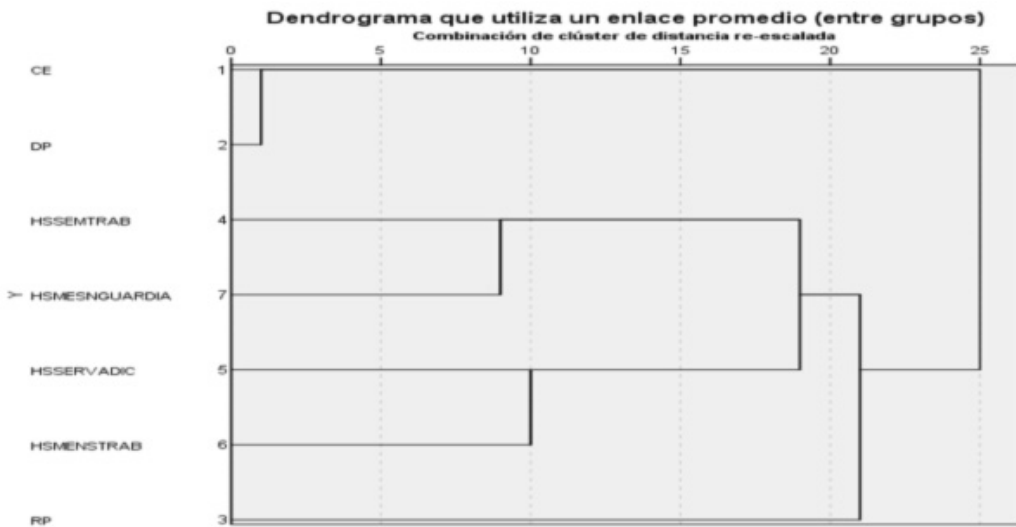 Dendrograma que utiliza un enlace promedio (entre grupos)
Combinación de clúster de distancia re-escalada
0 5 10 15 20 25
CE 1
DP 2
HSSEMTRAB 4
Y
HSMESNGUARDIA 7
HSSERVADIC 5
HSMENSTRAB 6
RP 3